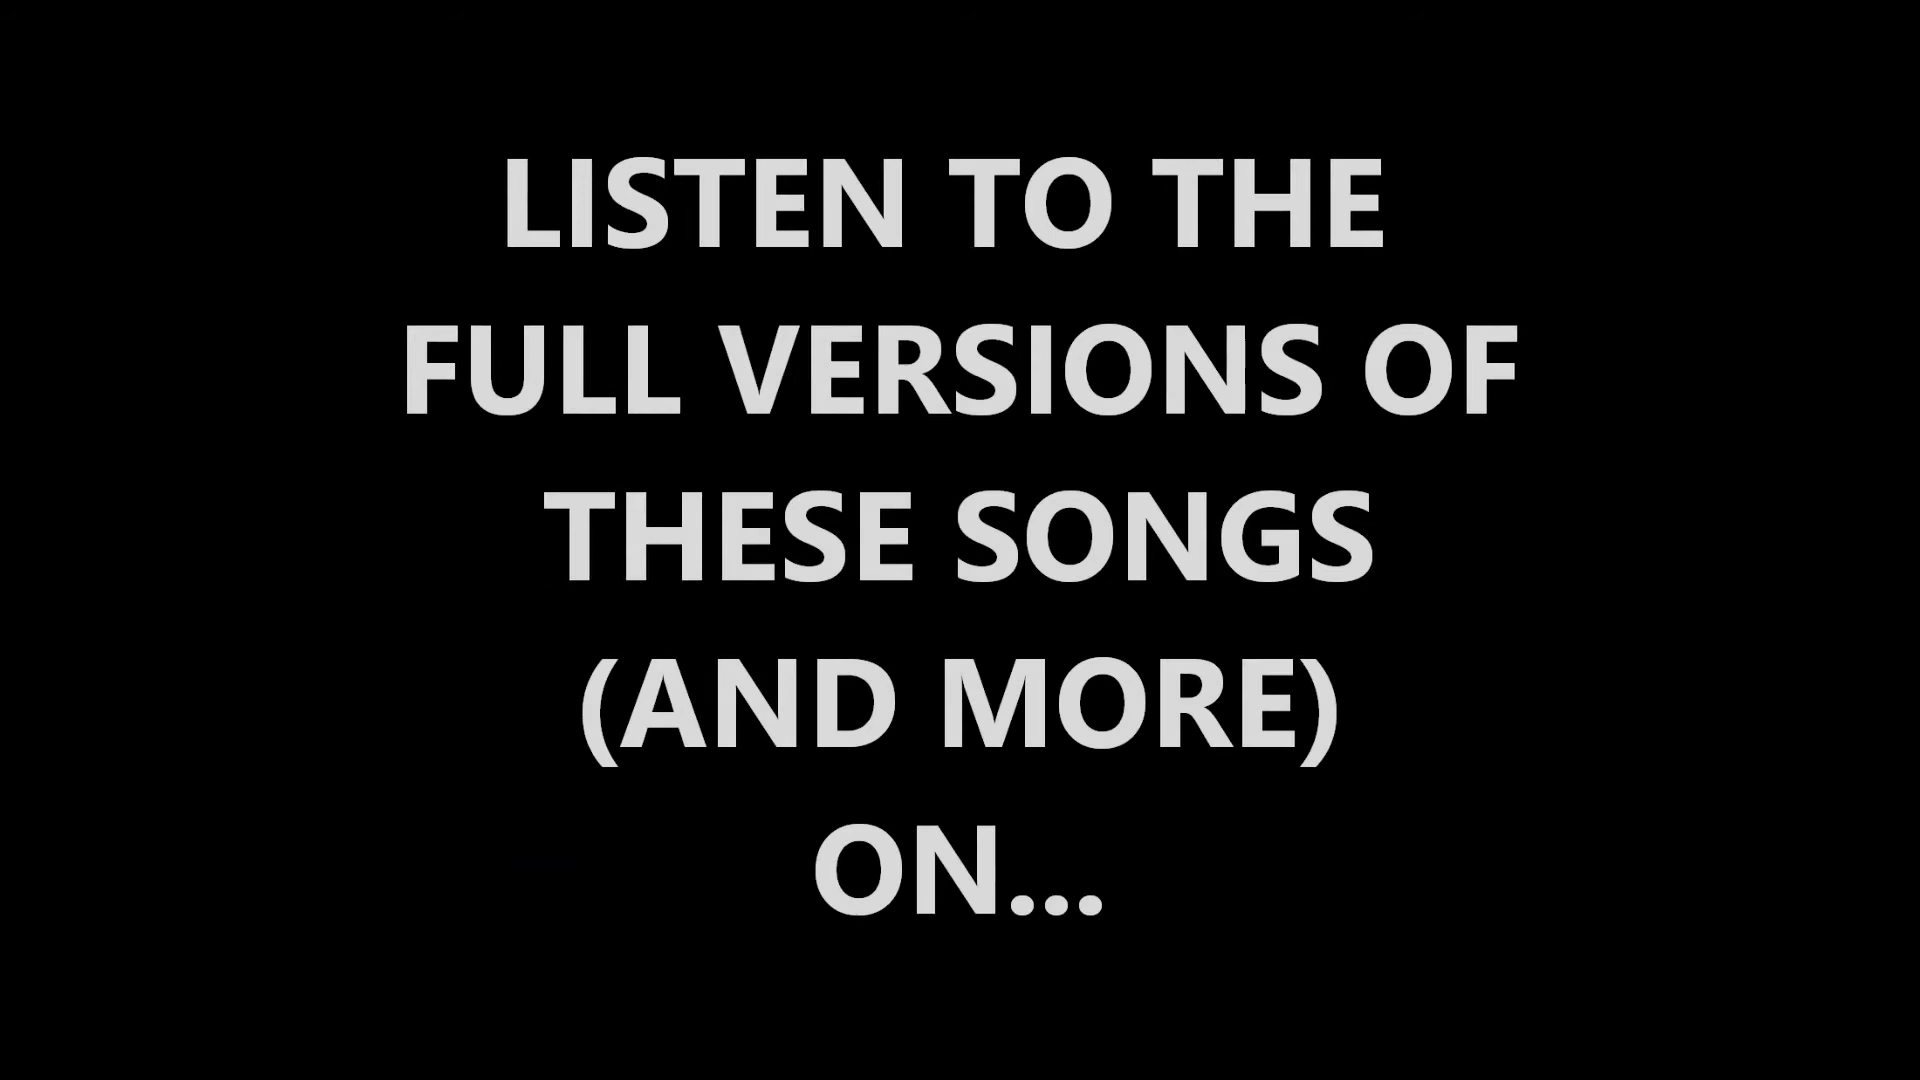 LISTEN TO THE
FULL VERSIONS OF
THESE SONGS
(AND MORE)
ON...